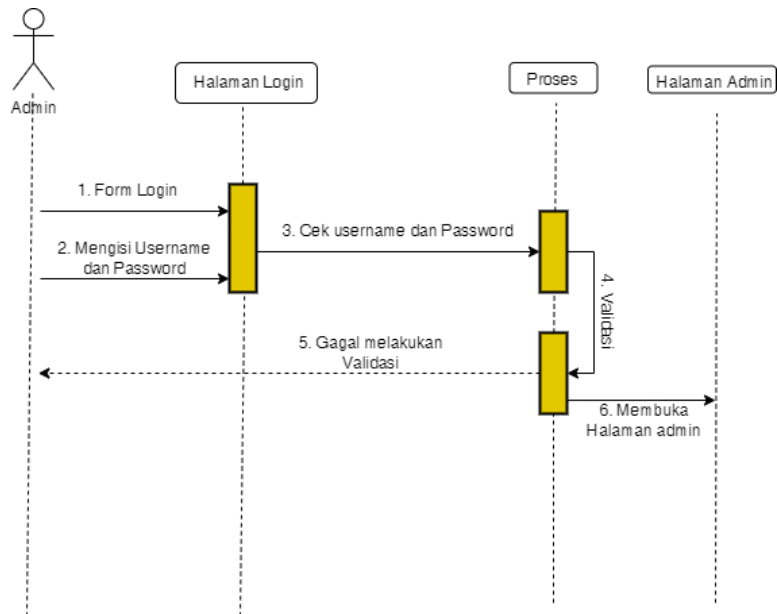 Admin
Halaman Login
Proses
Halaman Admin
1. Form Login
2. Mengisi Username
dan Password
3. Cek username dan Password
4. Validasi
5. Gagal melakukan
Validasi
6. Membuka
Halaman admin